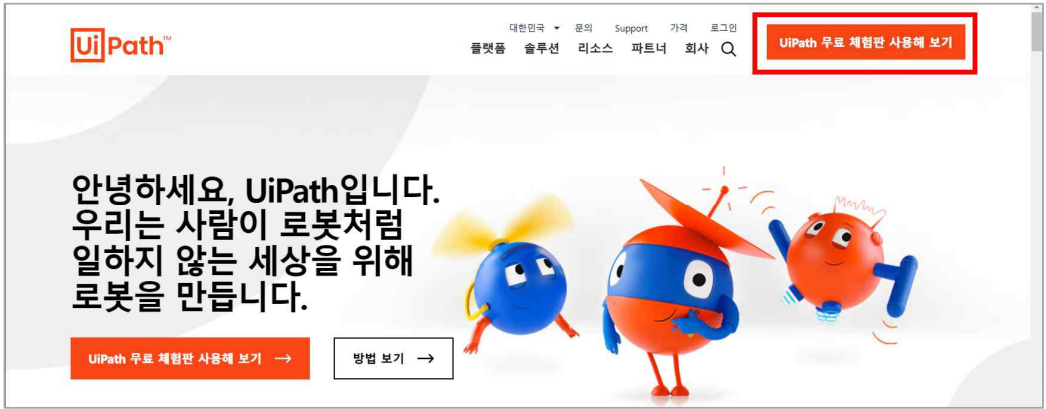 UiPath™
대한민국 문의 Support 가격 로그인
플랫폼 솔루션 리소스 파트너 회사
UiPath 무료 체험판 사용해 보기
안녕하세요, UiPath입니다.
우리는 사람이 로봇처럼
일하지 않는 세상을 위해
로봇을 만듭니다.
UiPath 무료 체험판 사용해 보기 →
방법 보기 →